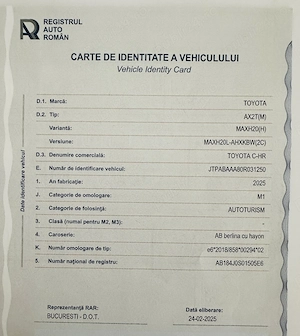 REGISTRUL
AUTO
ROMÂN
CARTE DE IDENTITATE A VEHICULULUI
Vehicle Identity Card
Date identificare vehicul
D.1. Marcă: TOYOTA
D.2. Tip: AX2T(M)
Variantă: MAXH20(H)
Versiune: MAXH20L-AHXKBW(2C)
D.3. Denumire comercială: TOYOTA C-HR
E. Număr de identificare vehicul: JTPABAAA80R031250
1. An fabricație: 2025
J. Categorie de omologare: M1
2. Categorie de folosință: AUTOTURISM
3. Clasă (numai pentru M2, M3): -
4. Caroserie: AB berlina cu hayon
K. Număr omologare de tip: e6*2018/858*00294*02
5. Număr național de registru: AB184J0S01505E6
Reprezentanță RAR: Data eliberare:
BUCURESTI - D.O.T. 24-02-2025